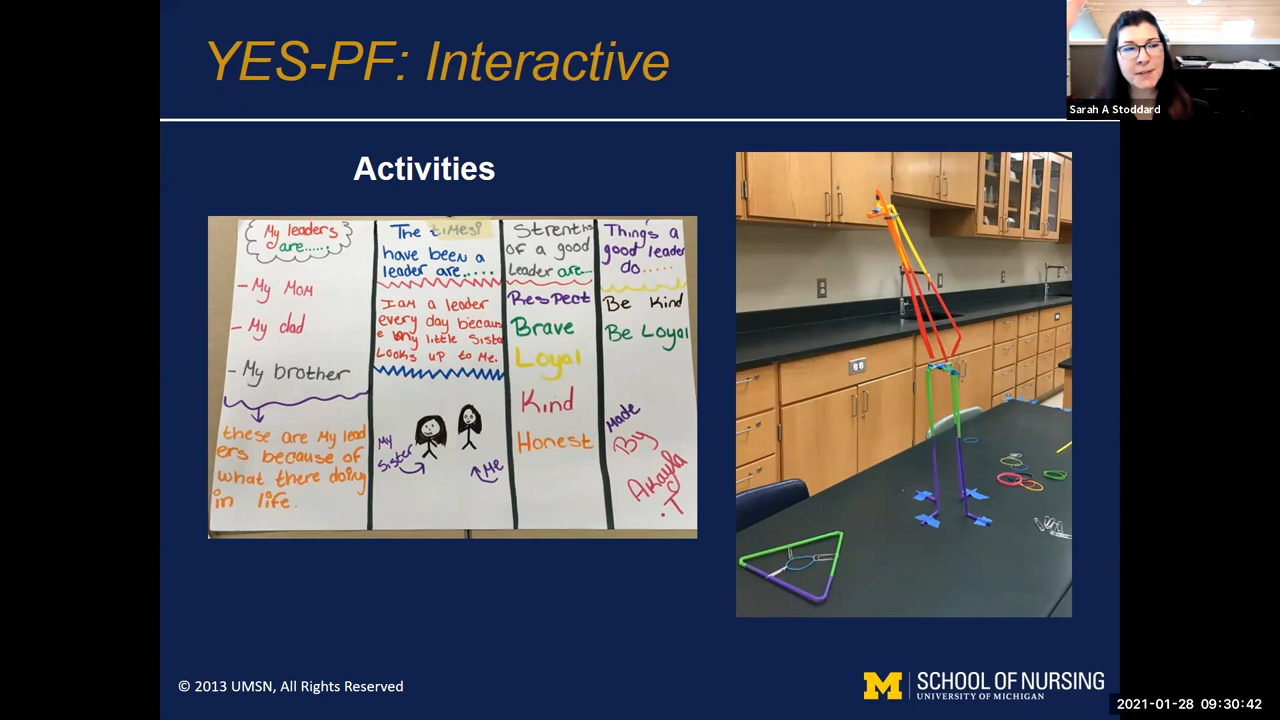 YES-PF: Interactive
Sarah A Stoddard
Activities
My leaders
are......
- My Mom
- My dad
- My brother
these are My lead
ers because of
what there doing
in life.
The times i
have been a
leader are.....
I am a leader
every day becaus
e my little Sista
Looks up to Me.
My
Sister
Me
Strenths
OF a good
Leader are....
Respect
Brave
Loyal
Kind
Honest
Things a
good leader
do.....
Be Kind
Be Loyal
Made
By
Akayla
.T
© 2013 UMSN, All Rights Reserved
M SCHOOL OF NURSING
UNIVERSITY OF MICHIGAN
2021-01-28 09:30:42